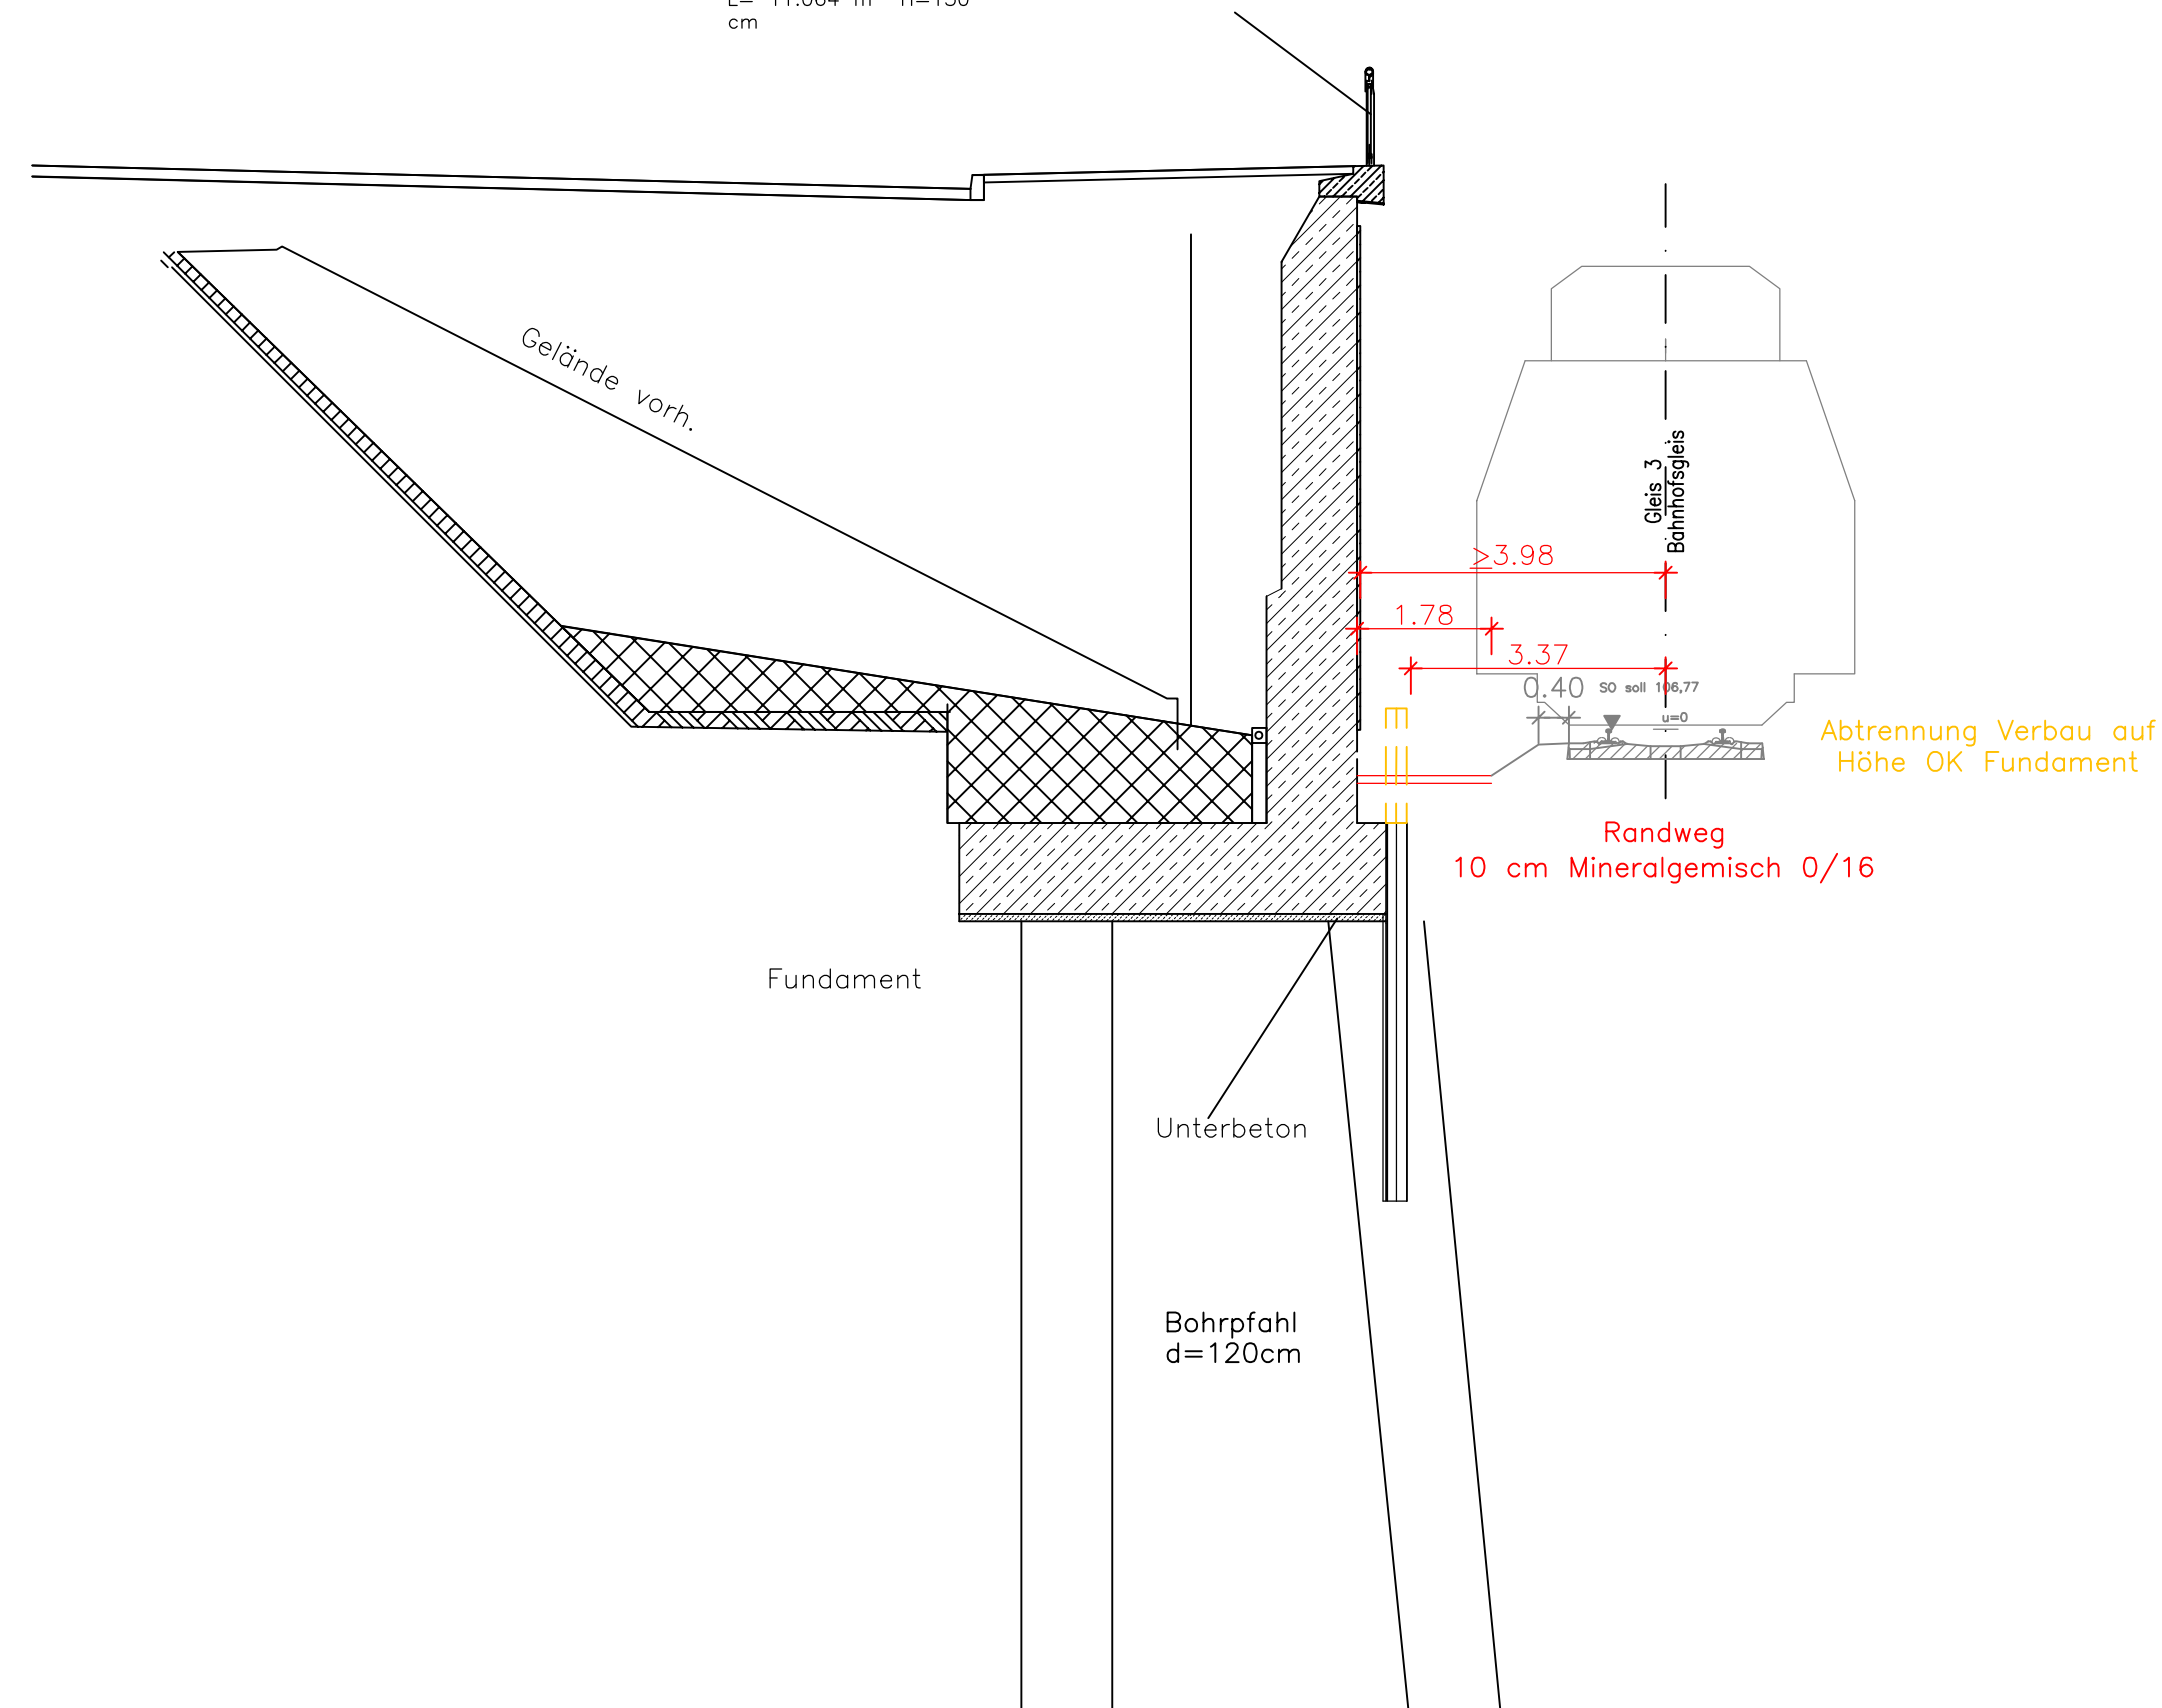 cm
Gelände vorh.
Gleis 3
Bahnhofsgleis
≥3.98
1.78
3.37
0.40
SO soll 106,77
u=0
Abtrennung Verbau auf
Höhe OK Fundament
Randweg
10 cm Mineralgemisch 0/16
Fundament
Unterbeton
Bohrpfahl
d=120cm